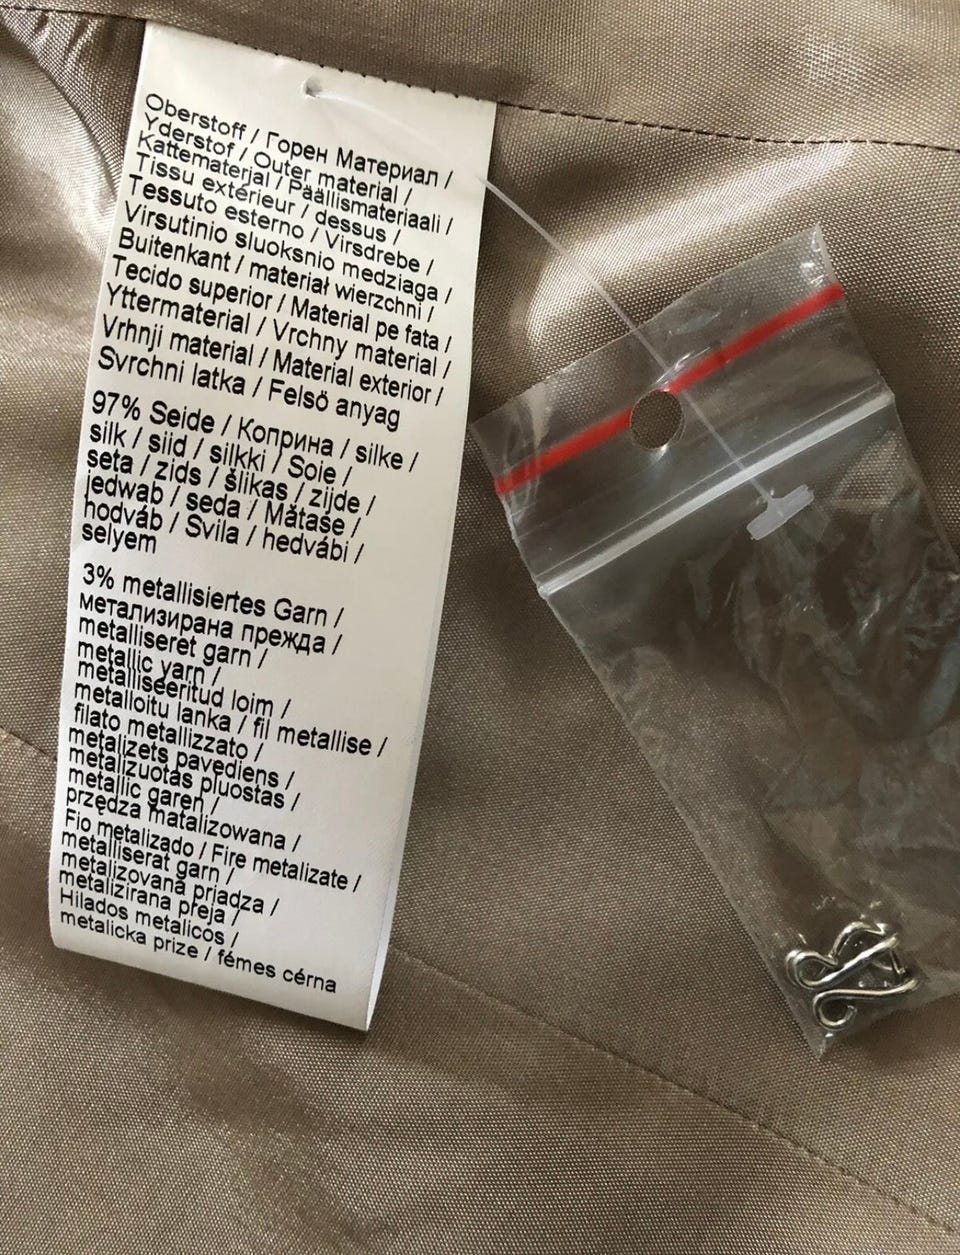 Oberstoff / Горен Материал /
Yderstof / Outer material /
Kattematerjal / Päällismateriaali /
Tissu extérieur / dessus /
Tessuto esterno / Virsdrebe /
Virsutinio sluoksnio medziaga /
Buitenkant / materiał wierzchni /
Tecido superior / Material pe fata /
Yttermaterial / Vrchny material /
Vrhnji material / Material exterior /
Svrchni latka / Felsö anyag
97% Seide / Коприна / silke /
silk / siid / silkki / Soie /
seta / zids / šlikas / zijde /
jedwab / seda / Mătase /
hodváb / Svila / hedvábi /
selyem
3% metallisiertes Garn /
метализирана прежда /
metalliseret garn /
metallic yarn /
metalliseeritud loim /
metalloitu lanka / fil metallise /
filato metallizzato /
metalizets pavediens /
metalizuotas pluostas /
metallic garen /
przędza matalizowana /
Fio metalizado / Fire metalizate /
metalliserat garn /
metalizovaná priadza /
metalizirana preja /
Hilados metalicos /
metalicka prize / fémes cérna